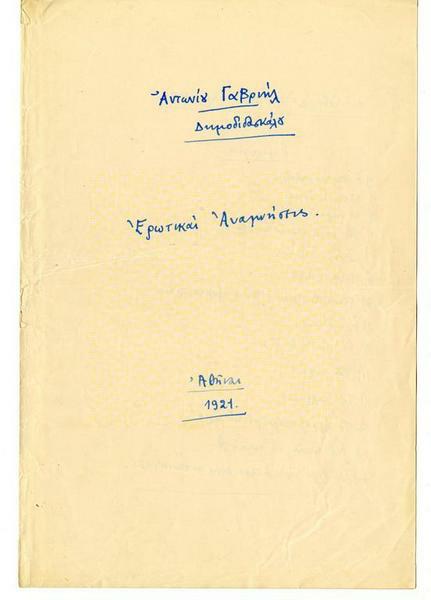 Ἀντωνίου Γαβριήλ
Δημοδιδασκάλου
Ἐρωτικαὶ Ἀναμνήσεις.
Ἀθῆναι
1921.